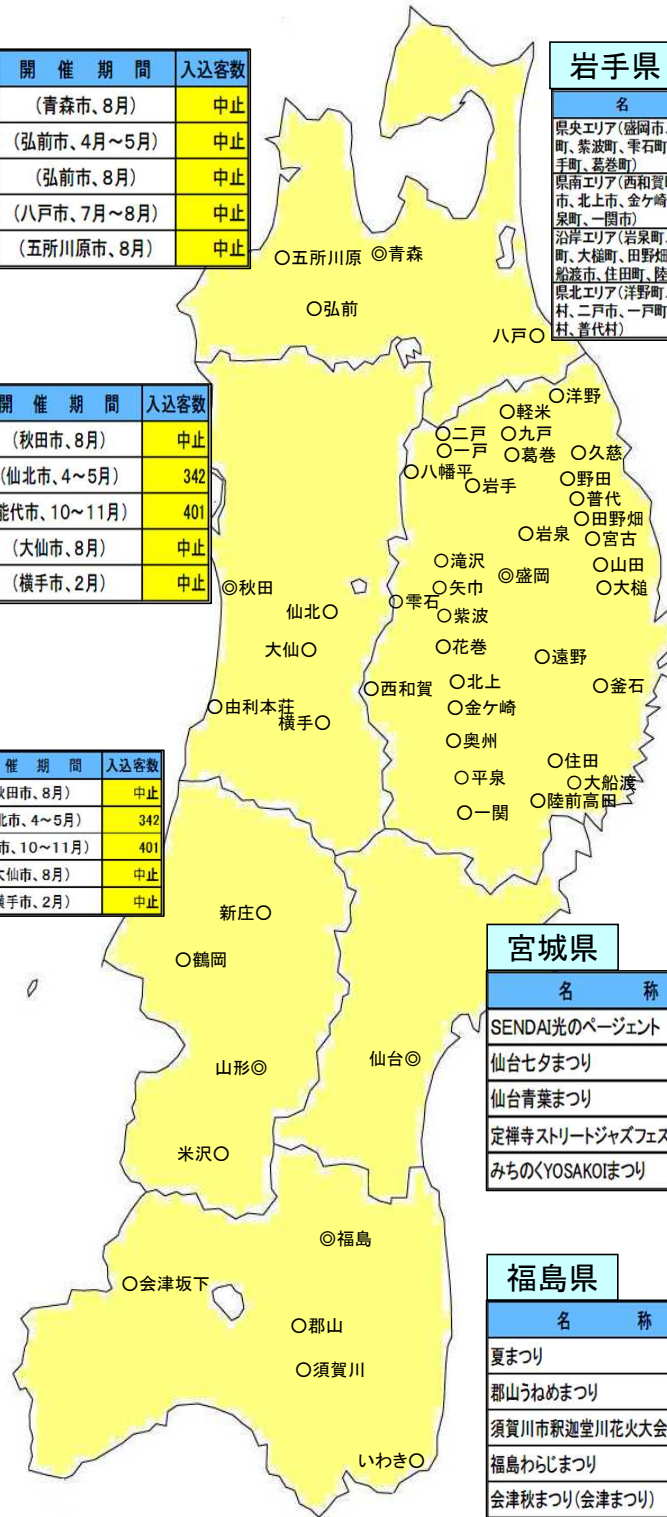 開 催 期 間 入込客数
(青森市、8月) 中止
(弘前市、4月～5月) 中止
(弘前市、8月) 中止
(八戸市、7月～8月) 中止
(五所川原市、8月) 中止
岩手県
名
県央エリア(盛岡市、
町、紫波町、雫石町
手町、葛巻町)
県南エリア(西和賀町
市、北上市、金ケ崎
泉町、一関市)
沿岸エリア(岩泉町、
町、大槌町、田野畑
船渡市、住田町、陸
県北エリア(洋野町、
村、二戸市、一戸町
村、普代村)
○五所川原 ◎青森
○弘前
八戸○
開 催 期 間 入込客数
(秋田市、8月) 中止
(仙北市、4～5月) 342
能代市、10～11月) 401
(大仙市、8月) 中止
(横手市、2月) 中止
○洋野
○軽米
○二戸 ○九戸
○一戸 ○葛巻 ○久慈
○八幡平 ○岩手 ○野田
○普代
○田野畑
○岩泉 ○宮古
○滝沢 ◎盛岡 ○山田
◎秋田 ○矢巾 ○大槌
○雫石
仙北○ ○紫波
大仙○ ○花巻 ○遠野
○西和賀 ○北上 ○釜石
○由利本荘 ○金ケ崎
横手○
○奥州
○住田
○平泉 ○大船渡
○陸前高田
○一関
催 期 間 入込客数
田市、8月) 中止
北市、4～5月) 342
市、10～11月) 401
大仙市、8月) 中止
横手市、2月) 中止
新庄○
○鶴岡
山形◎ 仙台◎
米沢○
宮城県
名 称
SENDAI光のページェント
仙台七夕まつり
仙台青葉まつり
定禅寺ストリートジャズフェス
みちのくYOSAKOIまつり
◎福島
○会津坂下
○郡山
○須賀川
いわき○
福島県
名 称
夏まつり
郡山うねめまつり
須賀川市釈迦堂川花火大会
福島わらじまつり
会津秋まつり(会津まつり)